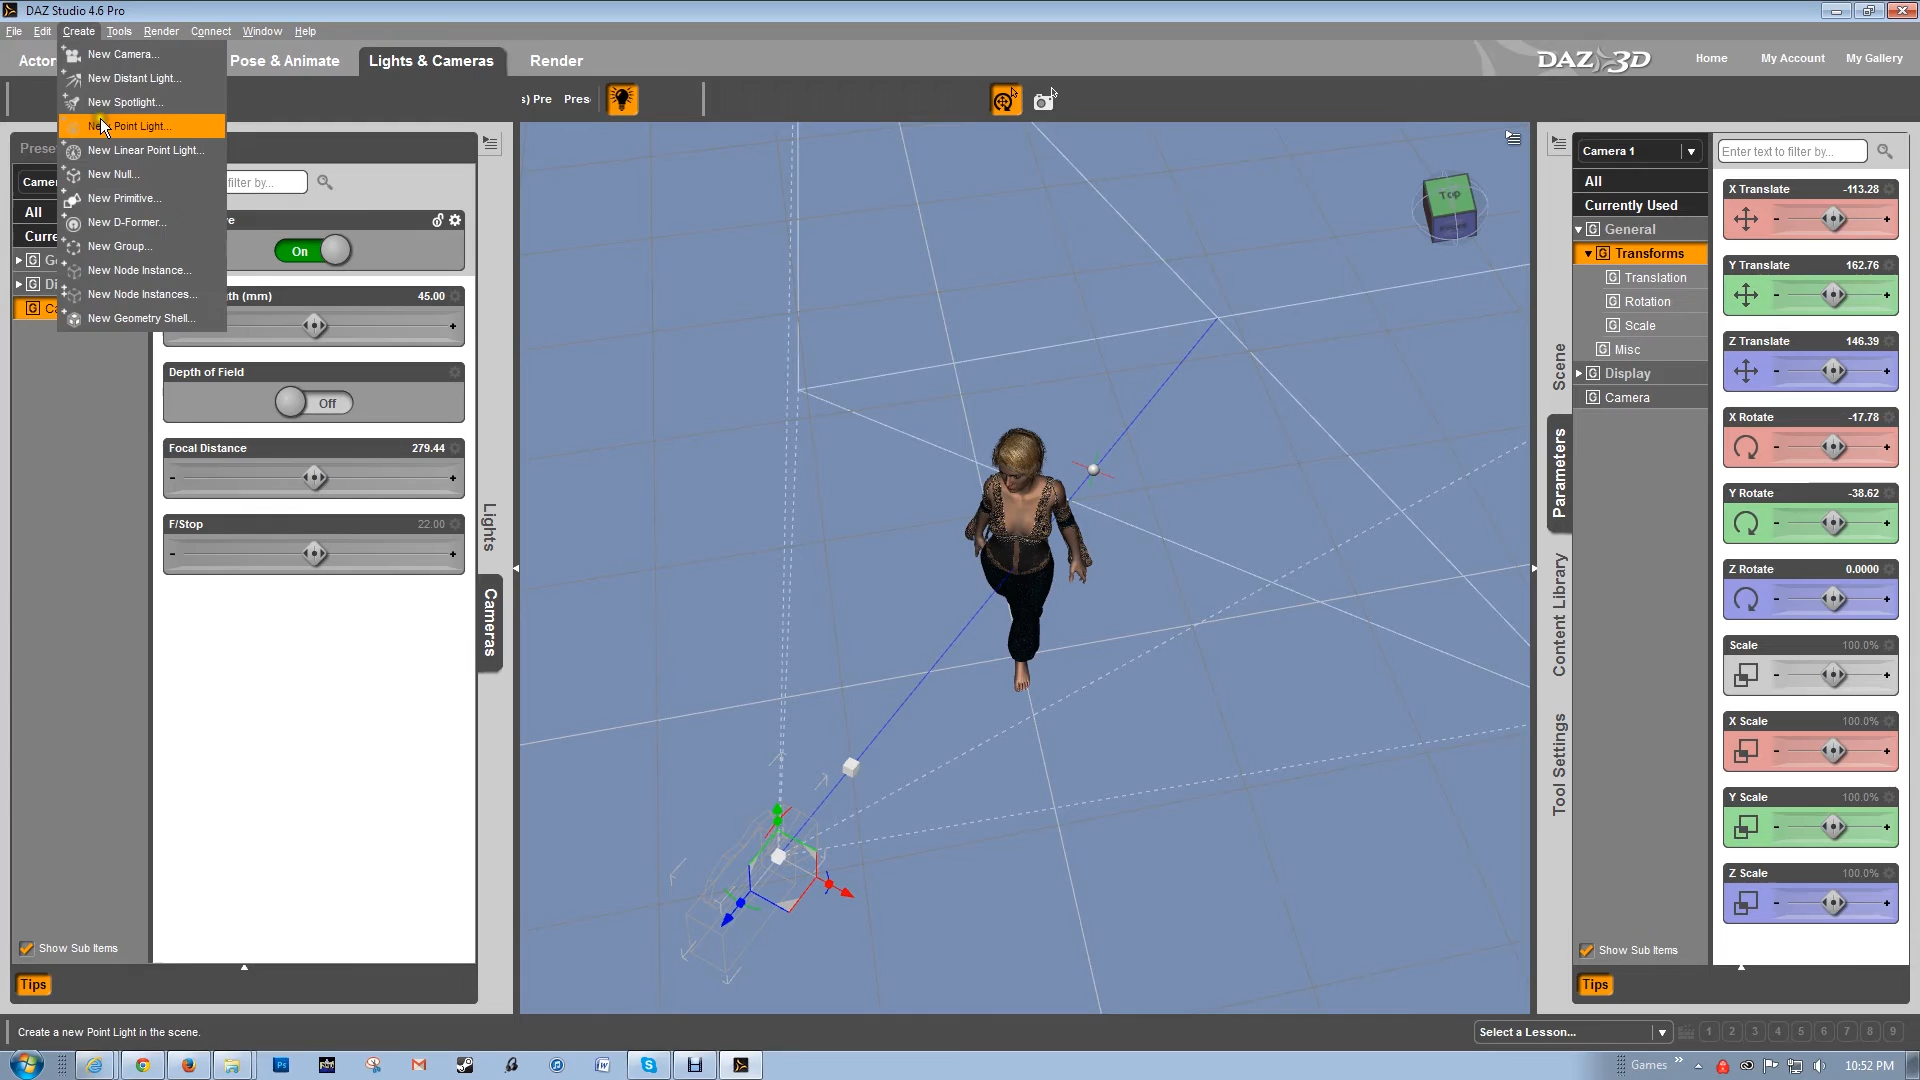 DAZ Studio 4.6 Pro
File Edit Create Tools Render Connect Window Help
Actor Pose & Animate Lights & Cameras Render
DAZ 3D Home My Account My Gallery
New Camera...
New Distant Light...
New Spotlight...
New Point Light...
New Linear Point Light...
New Null...
New Primitive...
New D-Former...
New Group...
New Node Instance...
New Node Instances...
New Geometry Shell...
s) Pre Pres
Prese
Came
filter by...
All
Curre
On
45.00
Depth of Field
Off
Focal Distance 279.44
F/Stop 22.00
Show Sub Items
Tips
Lights
Cameras
Top
Scene
Parameters
Content Library
Tool Settings
Camera 1
Enter text to filter by...
All
Currently Used
General
Transforms
Translation
Rotation
Scale
Misc
Display
Camera
X Translate -113.28
Y Translate 162.76
Z Translate 146.39
X Rotate -17.78
Y Rotate -38.62
Z Rotate 0.0000
Scale 100.0%
X Scale 100.0%
Y Scale 100.0%
Z Scale 100.0%
Show Sub Items
Tips
Create a new Point Light in the scene.
Select a Lesson...
1 2 3 4 5 6 7 8 9
Games
10:52 PM